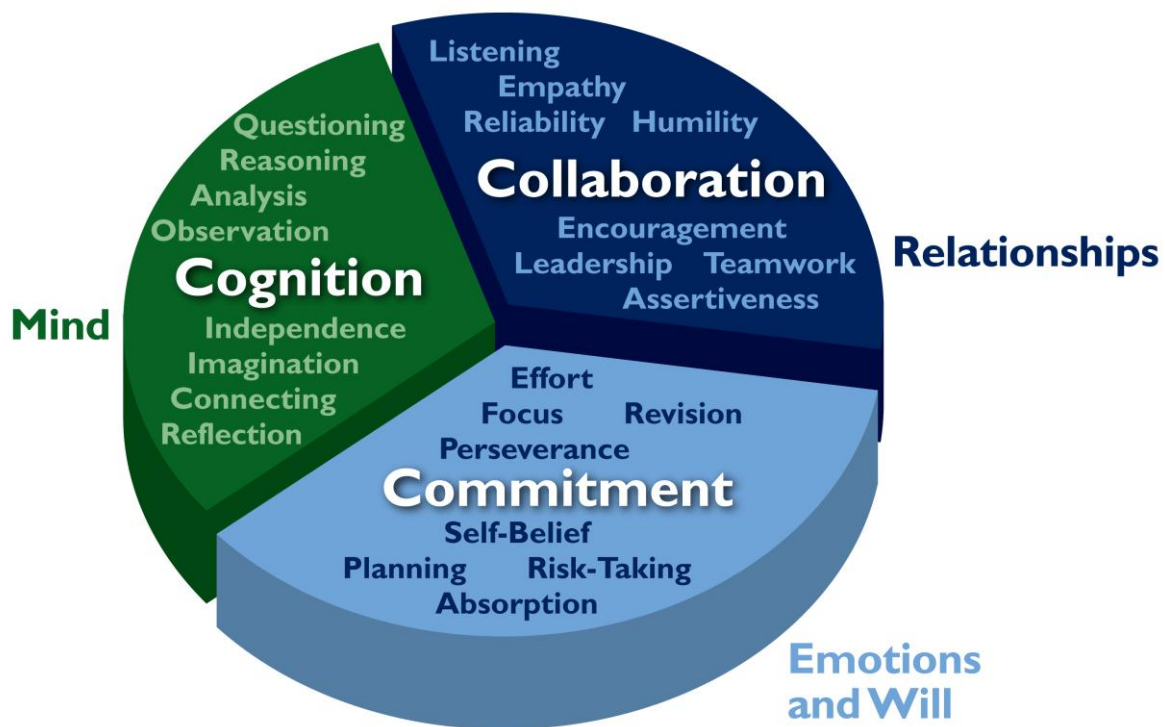 Listening
Empathy
Reliability Humility
Collaboration
Encouragement
Leadership Teamwork
Assertiveness
Relationships
Questioning
Reasoning
Analysis
Observation
Cognition
Independence
Imagination
Connecting
Reflection
Mind
Effort
Focus Revision
Perseverance
Commitment
Self-Belief
Planning Risk-Taking
Absorption
Emotions
and Will